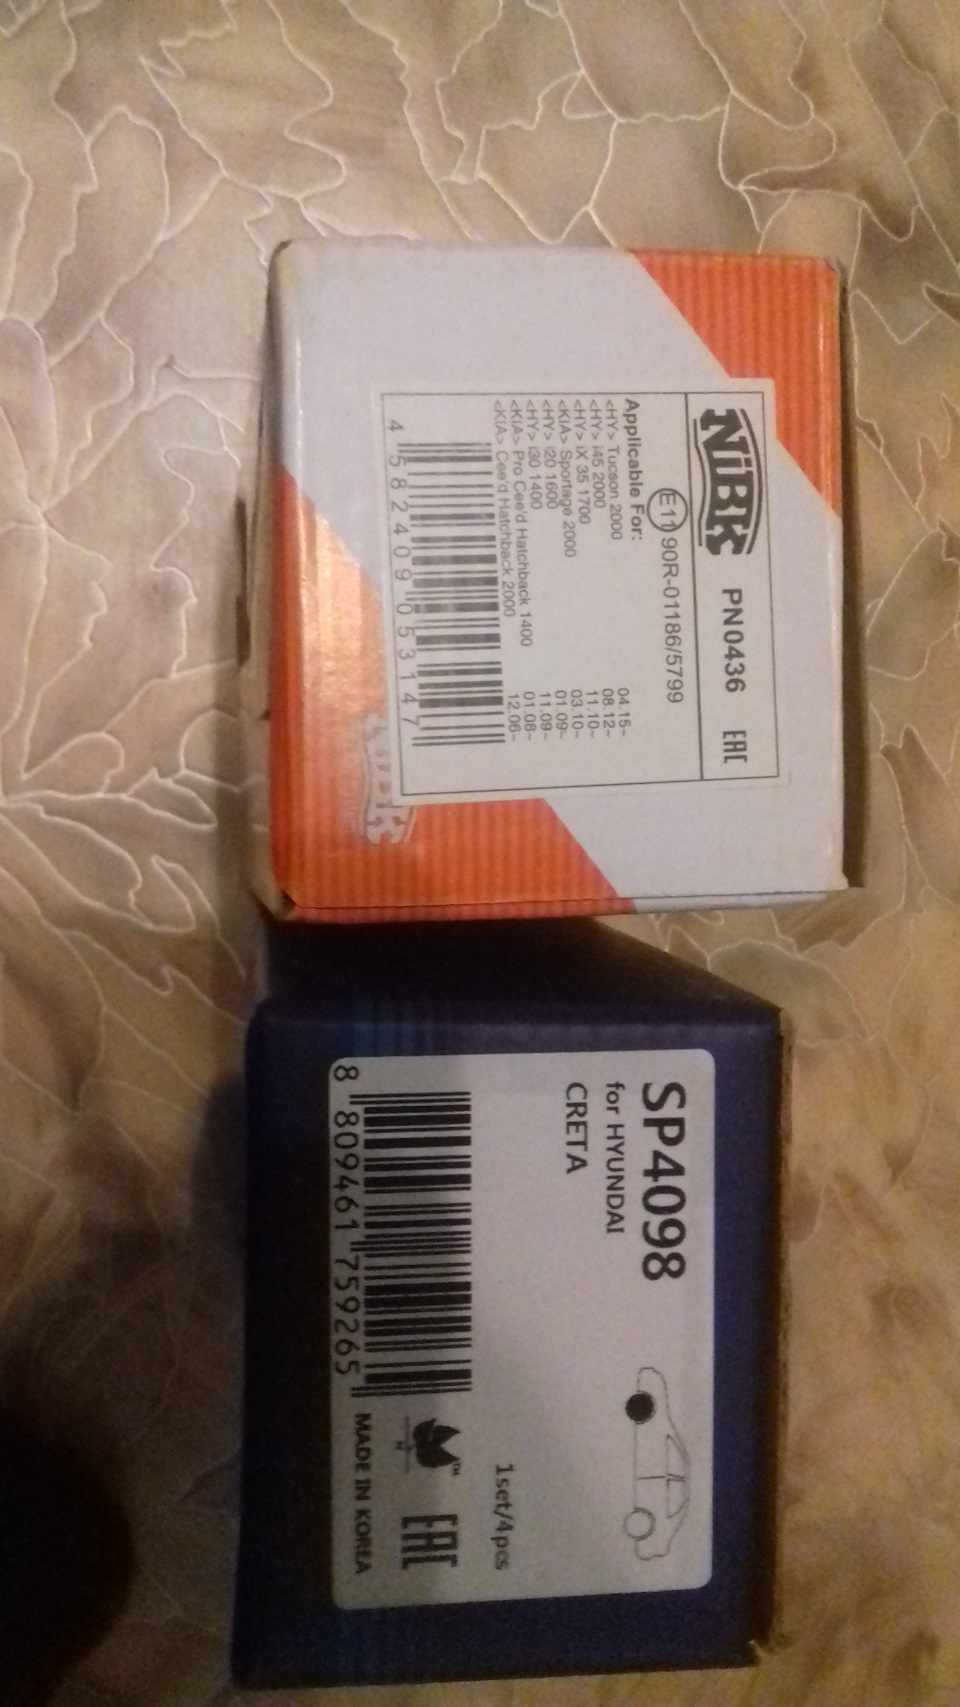 NiBK PN0436 EAC
E11 90R-01186/5799
Applicable For:
<HY> Tucson 2000 04.15-
<HY> i45 2000 08.12-
<HY> iX 35 1700 11.10-
<KIA> Sportage 2000 03.10-
<HY> i20 1600 01.09-
<HY> i30 1400 11.09-
<KIA> Pro Cee'd Hatchback 1400 01.08-
<KIA> Cee'd Hatchback 2000 12.06-
4 582409 053147
NiBK
SP4098
for HYUNDAI
CRETA
1set/4pcs
™
EAC
8 809461 759265
MADE IN KOREA